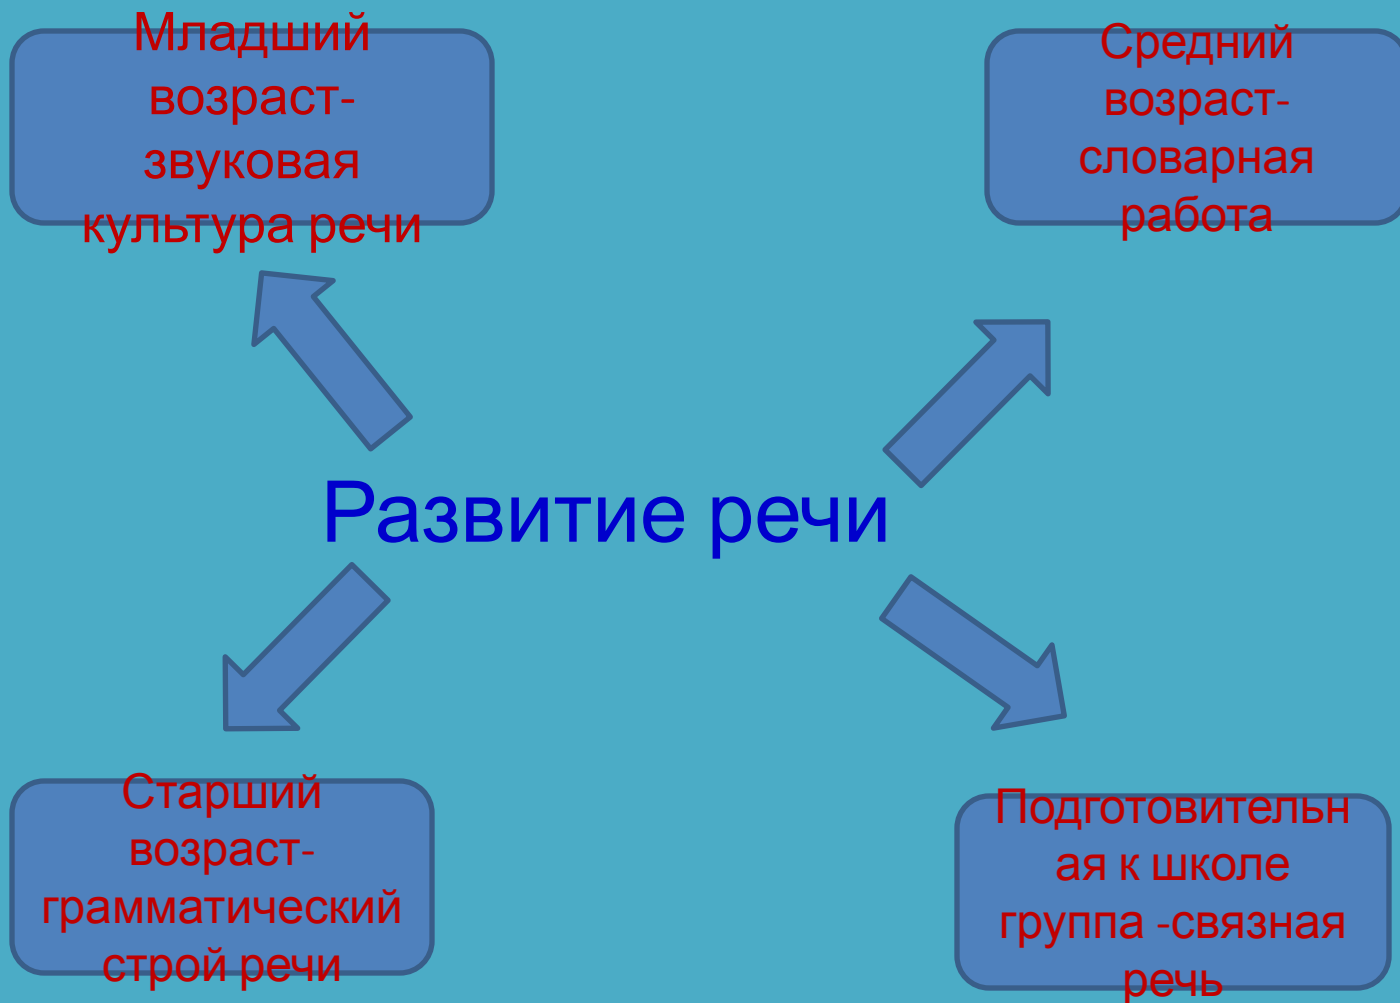 Младший
возраст-
звуковая
культура речи
Средний
возраст-
словарная
работа
Развитие речи
Старший
возраст-
грамматический
строй речи
Подготовительн
ая к школе
группа -связная
речь